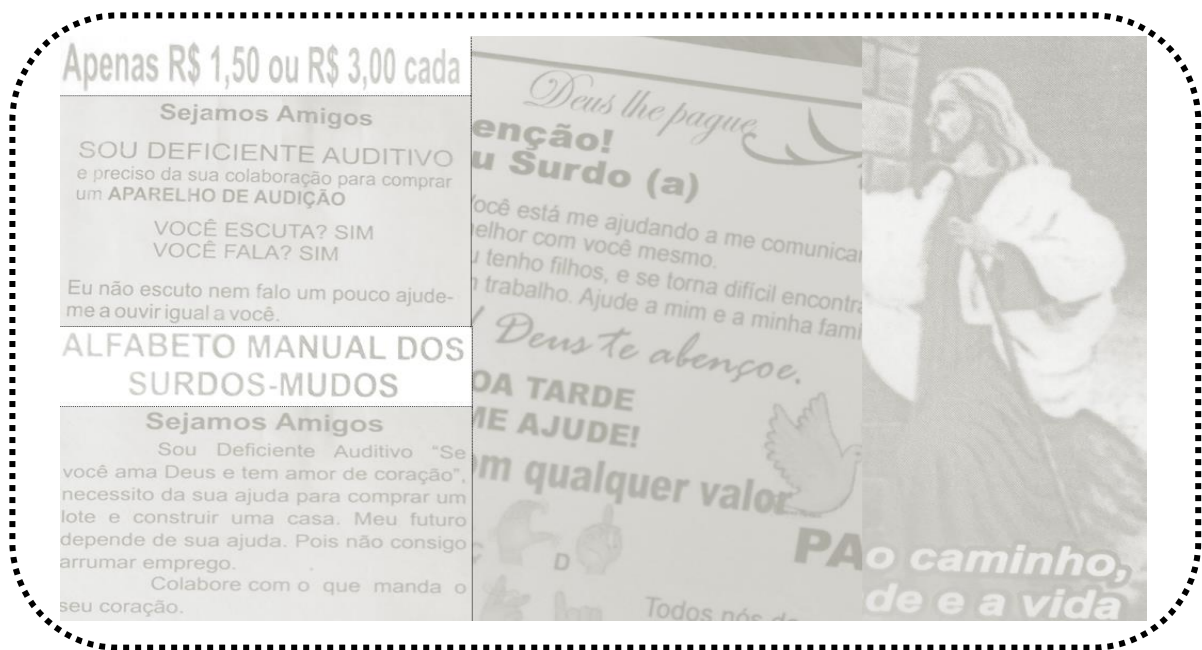 Apenas R$ 1,50 ou R$ 3,00 cada
Sejamos Amigos
SOU DEFICIENTE AUDITIVO
e preciso da sua colaboração para comprar
um APARELHO DE AUDIÇÃO
VOCÊ ESCUTA? SIM
VOCÊ FALA? SIM
Eu não escuto nem falo um pouco ajude-
me a ouvir igual a você.
ALFABETO MANUAL DOS
SURDOS-MUDOS
Sejamos Amigos
Sou Deficiente Auditivo "Se
você ama Deus e tem amor de coração",
necessito da sua ajuda para comprar um
lote e construir uma casa. Meu futuro
depende de sua ajuda. Pois não consigo
arrumar emprego.
Colabore com o que manda o
seu coração.
Deus lhe pague
enção!
u Surdo (a)
ocê está me ajudando a me comunicar
elhor com você mesmo.
u tenho filhos, e se torna difícil encontra
trabalho. Ajude a mim e a minha fami
Deus te abençoe.
OA TARDE
ME AJUDE!
om qualquer valor
PA
D
Todos nós
o caminho,
de e a vida